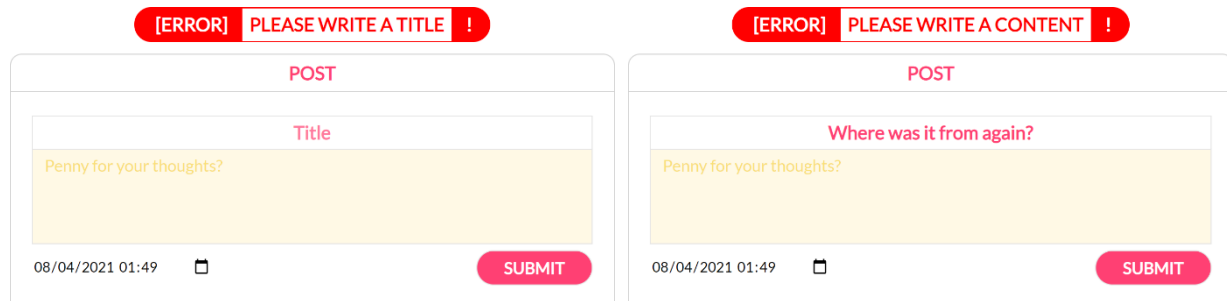 [ERROR] PLEASE WRITE A TITLE !
POST
Title
Penny for your thoughts?
08/04/2021 01:49
SUBMIT
[ERROR] PLEASE WRITE A CONTENT !
POST
Where was it from again?
Penny for your thoughts?
08/04/2021 01:49
SUBMIT